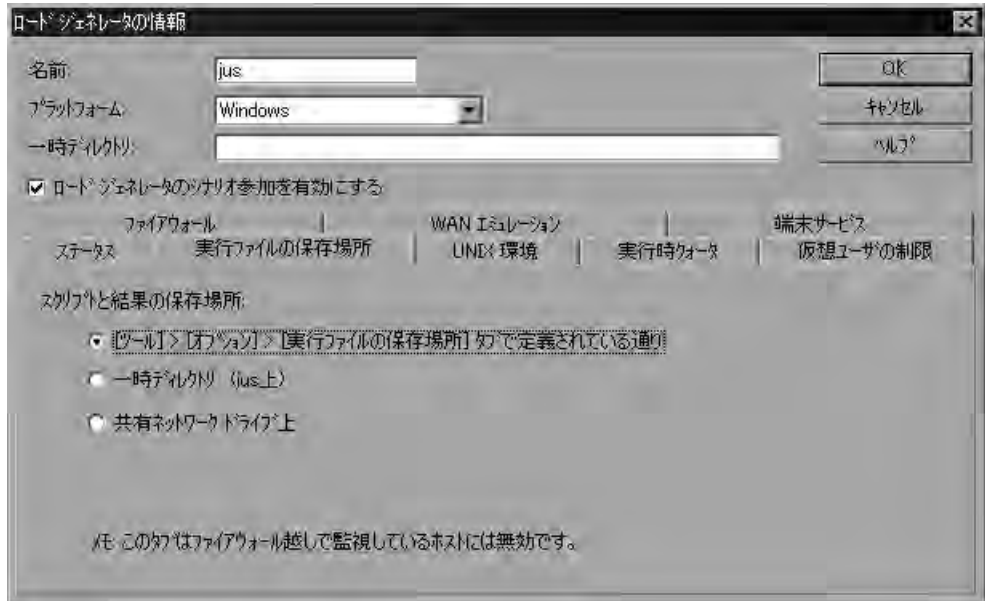 ロード ジェネレータの情報
名前: jus OK
プラットフォーム: Windows キャンセル
一時ディレクトリ: ヘルプ
ロード ジェネレータのシナリオ参加を有効にする
ファイアウォール WAN エミュレーション 端末サービス
ステータス 実行ファイルの保存場所 UNIX 環境 実行時クォータ 仮想ユーザの制限
スクリプトと結果の保存場所:
[ツール] > [オプション] > [実行ファイルの保存場所] タブで定義されている通り
一時ディレクトリ (jus上)
共有ネットワーク ドライブ上
メモ: このタブはファイアウォール越しで監視しているホストには無効です。